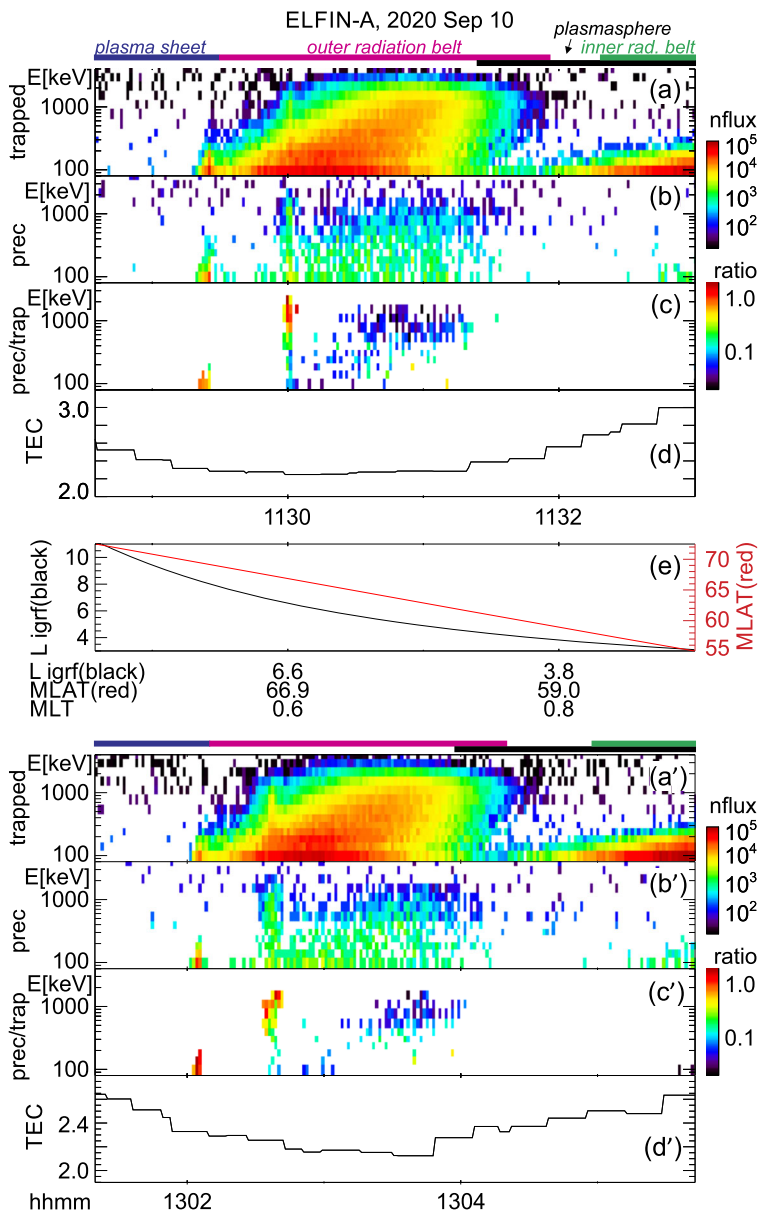 ELFIN-A, 2020 Sep 10
plasmasphere
plasma sheet outer radiation belt inner rad. belt
E[keV] (a)
trapped
1000
100
nflux
10^5
10^4
10^3
10^2
E[keV] (b)
prec
1000
100
ratio
1.0
0.1
E[keV] (c)
prec/trap
1000
100
TEC
3.0
2.0
(d)
1130 1132
L igrf(black)
10
8
6
4
(e)
70
65
60
55
MLAT(red)
L igrf(black) 6.6 3.8
MLAT(red) 66.9 59.0
MLT 0.6 0.8
E[keV] (a')
trapped
1000
100
nflux
10^5
10^4
10^3
10^2
E[keV] (b')
prec
1000
100
ratio
1.0
0.1
E[keV] (c')
prec/trap
1000
100
TEC
2.4
2.0
(d')
hhmm 1302 1304